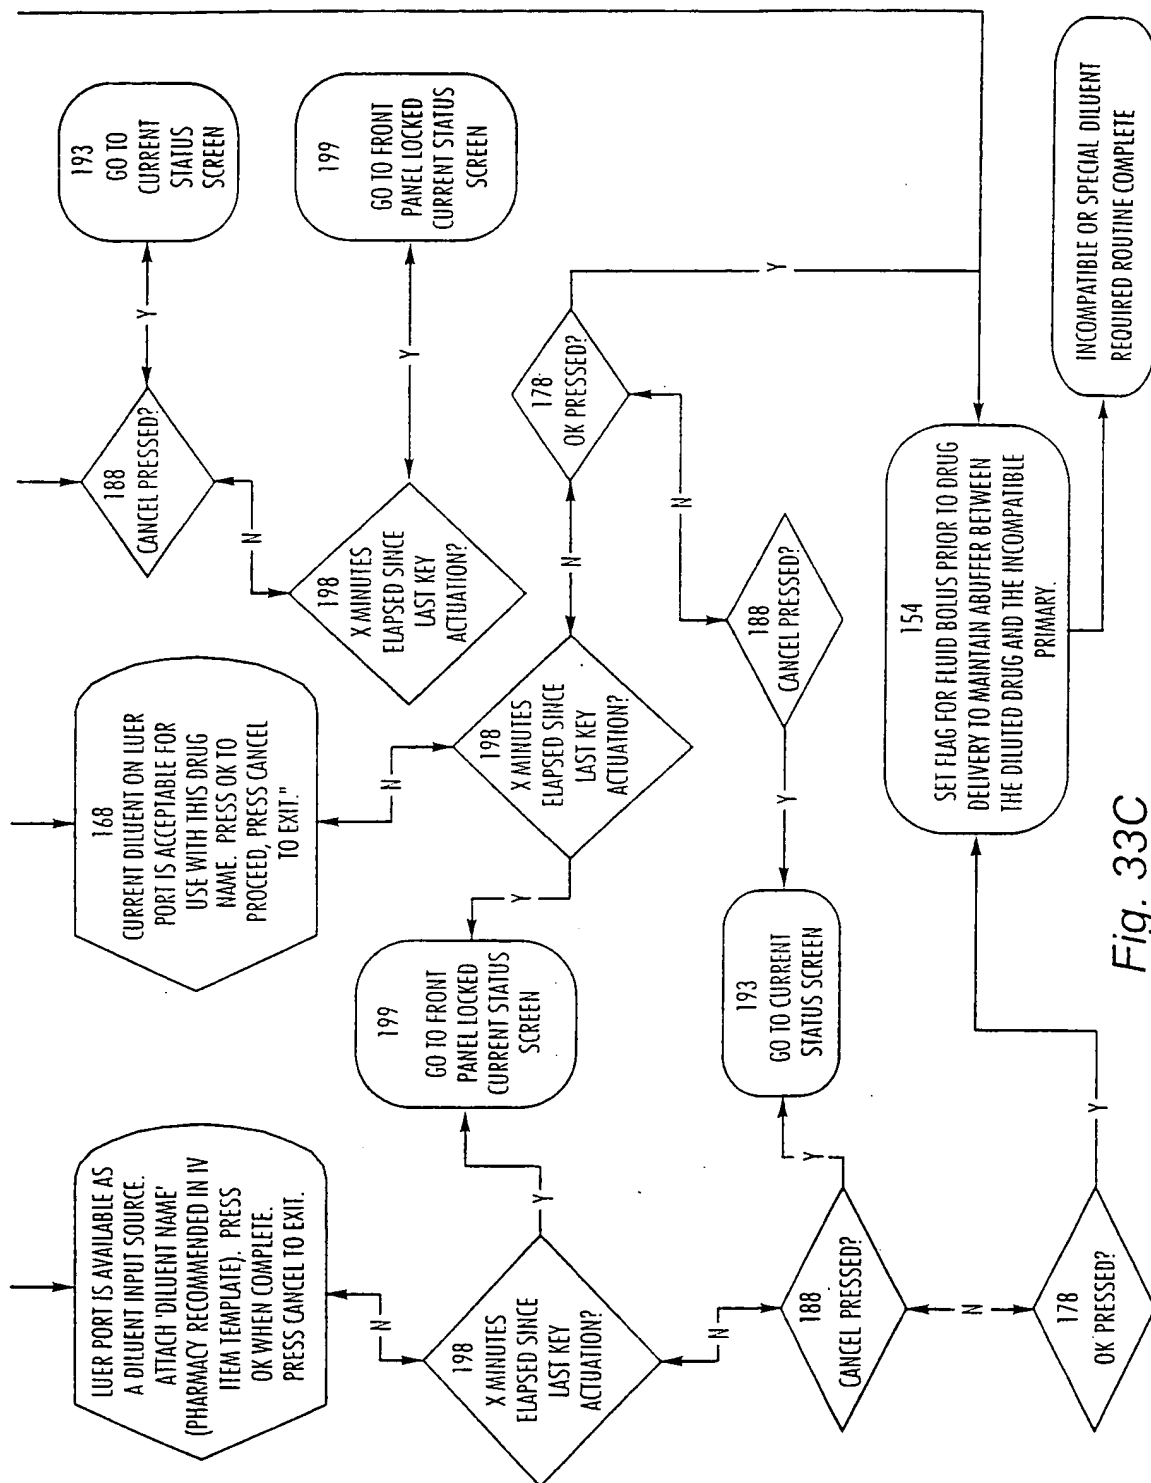 LUER PORT IS AVAILABLE AS
A DILUENT INPUT SOURCE.
ATTACH 'DILUENT NAME'
(PHARMACY RECOMMENDED IN IV
ITEM TEMPLATE). PRESS
OK WHEN COMPLETE.
PRESS CANCEL TO EXIT.
N
198
X MINUTES
ELAPSED SINCE
LAST KEY
ACTUATION?
Y
N
188
CANCEL PRESSED?
Y
N
178
OK PRESSED?
Y
199
GO TO FRONT
PANEL LOCKED
CURRENT STATUS
SCREEN
193
GO TO CURRENT
STATUS SCREEN
168
CURRENT DILUENT ON LUER
PORT IS ACCEPTABLE FOR
USE WITH THIS DRUG
NAME. PRESS OK TO
PROCEED, PRESS CANCEL
TO EXIT."
N
198
X MINUTES
ELAPSED SINCE
LAST KEY
ACTUATION?
Y
N
178
OK PRESSED?
Y
N
188
CANCEL PRESSED?
Y
188
CANCEL PRESSED?
Y
193
GO TO
CURRENT
STATUS
SCREEN
N
198
X MINUTES
ELAPSED SINCE
LAST KEY
ACTUATION?
Y
199
GO TO FRONT
PANEL LOCKED
CURRENT STATUS
SCREEN
154
SET FLAG FOR FLUID BOLUS PRIOR TO DRUG
DELIVERY TO MAINTAIN ABUFFER BETWEEN
THE DILUTED DRUG AND THE INCOMPATIBLE
PRIMARY.
INCOMPATIBLE OR SPECIAL DILUENT
REQUIRED ROUTINE COMPLETE
Fig. 33C